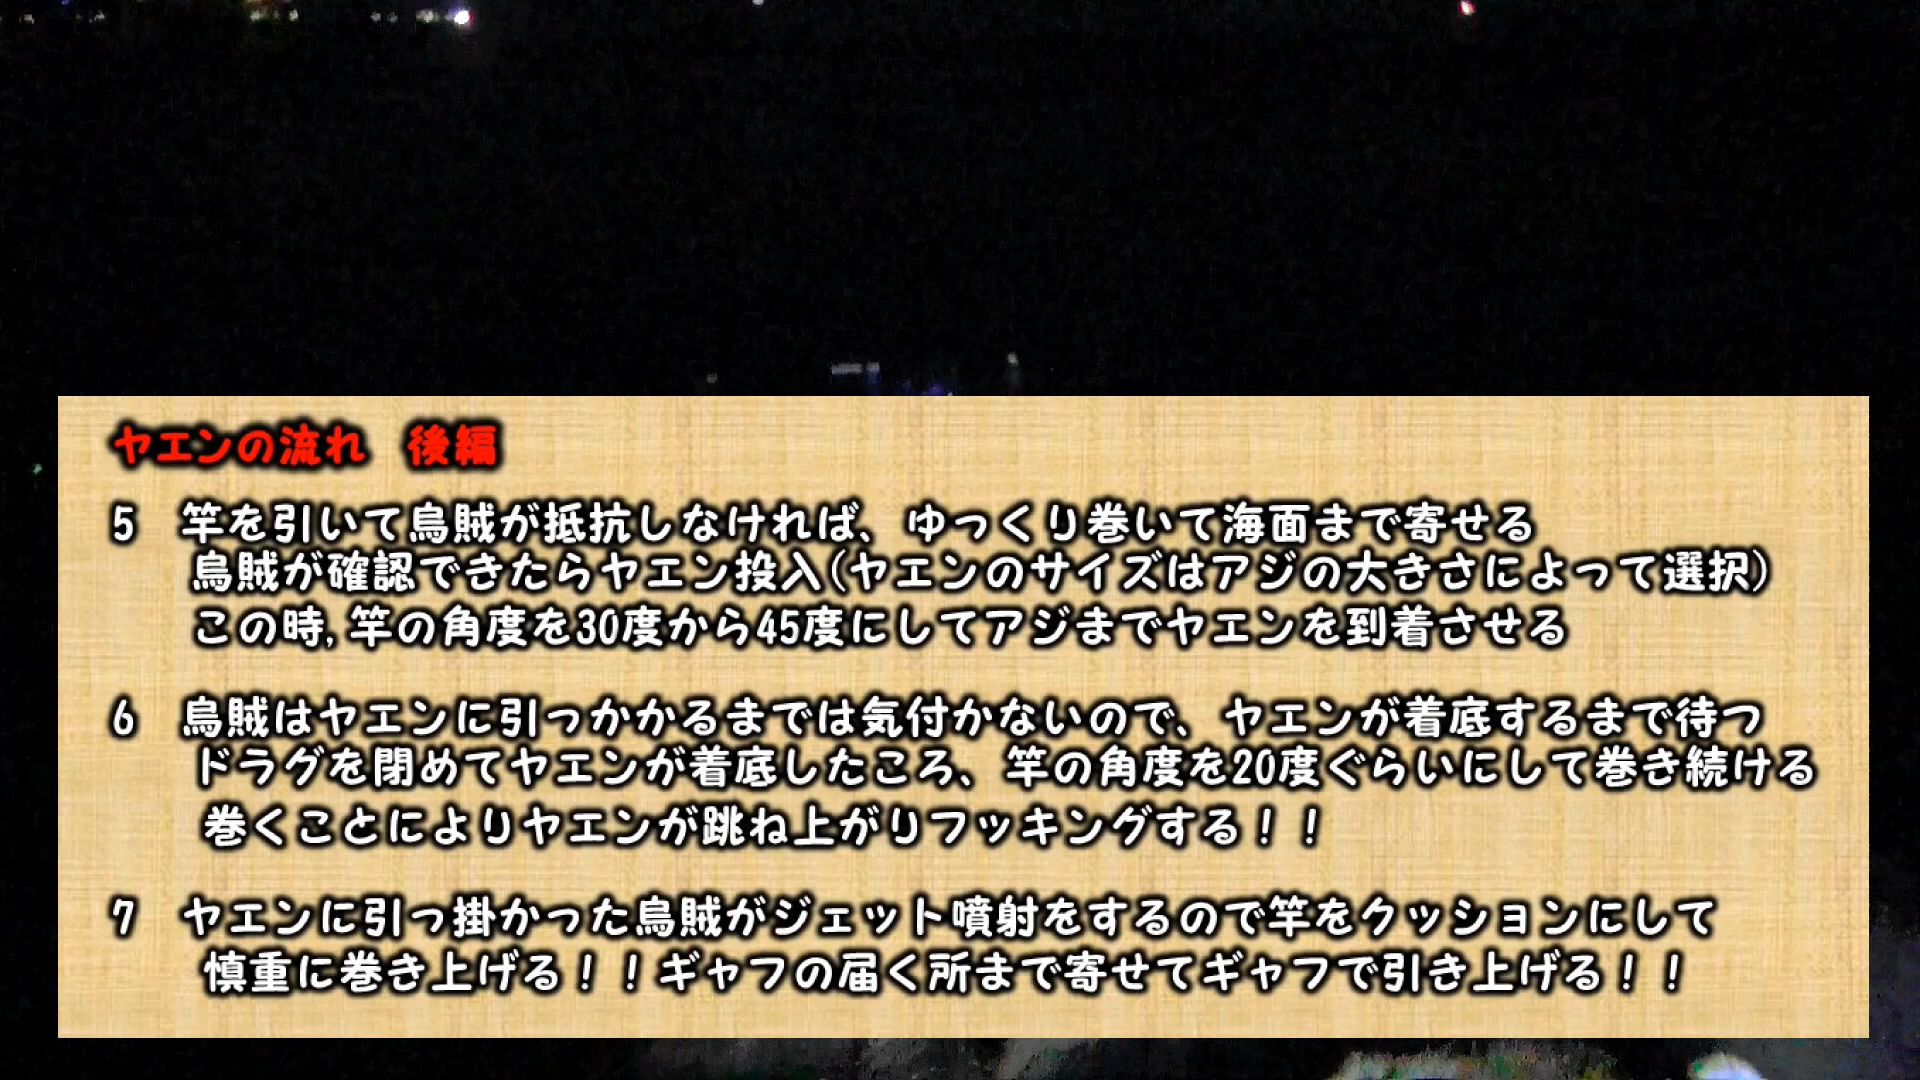 ヤエンの流れ　後編
5　竿を引いて烏賊が抵抗しなければ、ゆっくり巻いて海面まで寄せる
烏賊が確認できたらヤエン投入(ヤエンのサイズはアジの大きさによって選択)
この時,竿の角度を30度から45度にしてアジまでヤエンを到着させる
6　烏賊はヤエンに引っかかるまでは気付かないので、ヤエンが着底するまで待つ
ドラグを閉めてヤエンが着底したころ、竿の角度を20度ぐらいにして巻き続ける
巻くことによりヤエンが跳ね上がりフッキングする！！
7　ヤエンに引っ掛かった烏賊がジェット噴射をするので竿をクッションにして
慎重に巻き上げる！！ギャフの届く所まで寄せてギャフで引き上げる！！